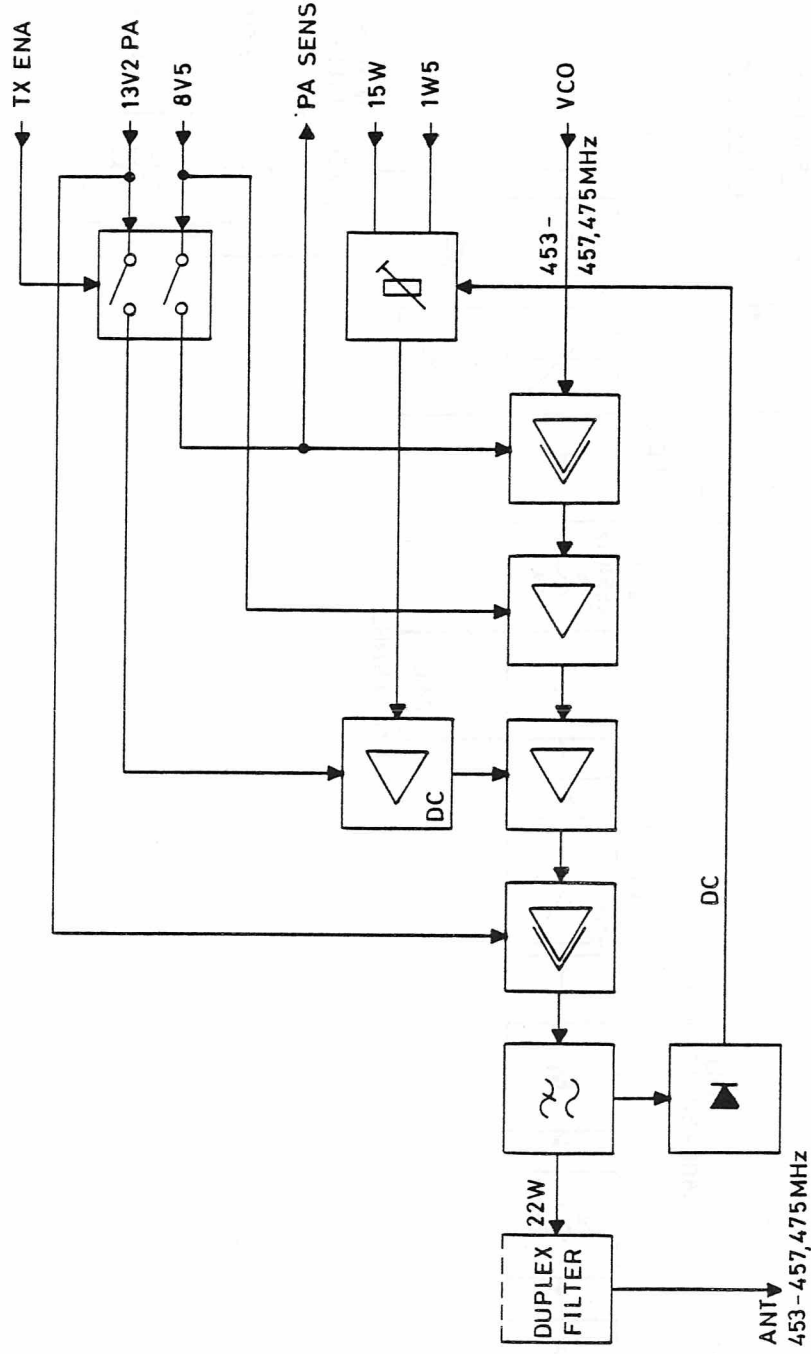 TX ENA
13V2 PA
8V5
PA SENS
15W
1W5
VCO
453-
457,475MHz
DC
DC
22W
DUPLEX
FILTER
ANT
453-457,475MHz